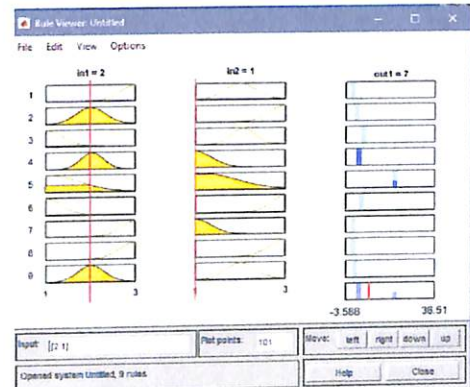 Rule Viewer: Untitled
File Edit View Options
in1 = 2 in2 = 1 out1 = 7
1
2
3
4
5
6
7
8
9
1 3 1 3
-3.588 36.51
Input: [2 1] Plot points: 101 Move: left right down up
Opened system Untitled, 9 rules Help Close